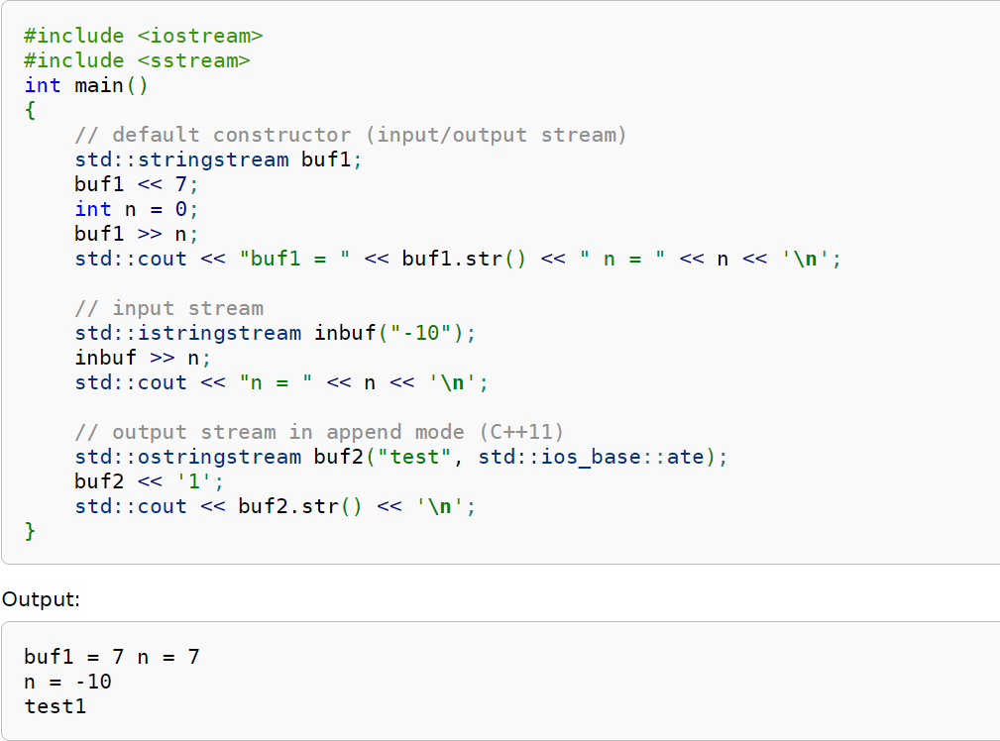 #include <iostream>
#include <sstream>
int main()
{
    // default constructor (input/output stream)
    std::stringstream buf1;
    buf1 << 7;
    int n = 0;
    buf1 >> n;
    std::cout << "buf1 = " << buf1.str() << " n = " << n << '\n';

    // input stream
    std::istringstream inbuf("-10");
    inbuf >> n;
    std::cout << "n = " << n << '\n';

    // output stream in append mode (C++11)
    std::ostringstream buf2("test", std::ios_base::ate);
    buf2 << '1';
    std::cout << buf2.str() << '\n';
}
Output:
buf1 = 7 n = 7
n = -10
test1